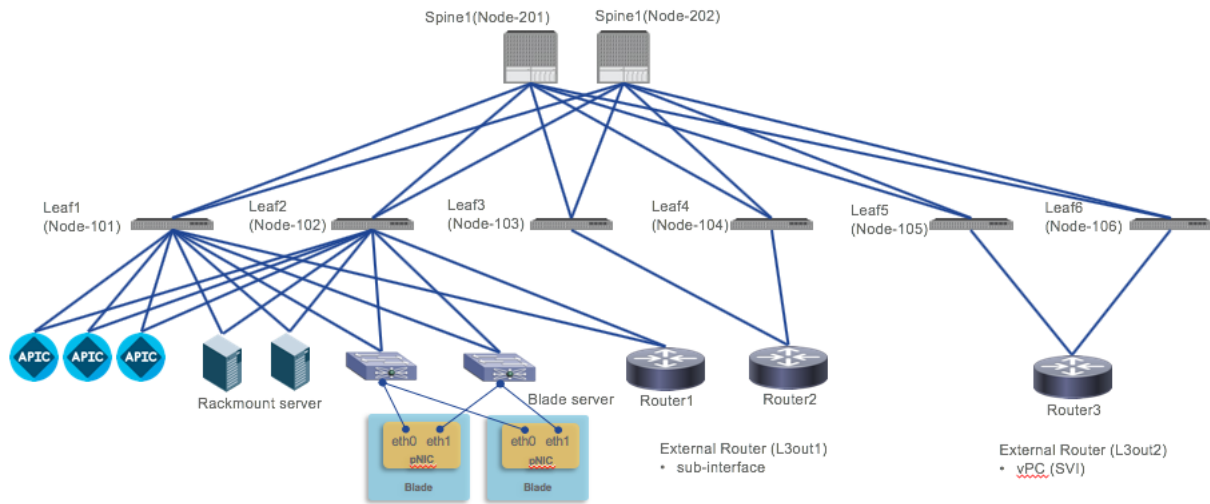 Spine1(Node-201)
Spine1(Node-202)
Leaf1
(Node-101)
Leaf2
(Node-102)
Leaf3
(Node-103)
Leaf4
(Node-104)
Leaf5
(Node-105)
Leaf6
(Node-106)
APIC
APIC
APIC
Rackmount server
Blade server
Router1
Router2
Router3
eth0 eth1
pNIC
Blade
eth0 eth1
pNIC
Blade
External Router (L3out1)
• sub-interface
External Router (L3out2)
• vPC (SVI)